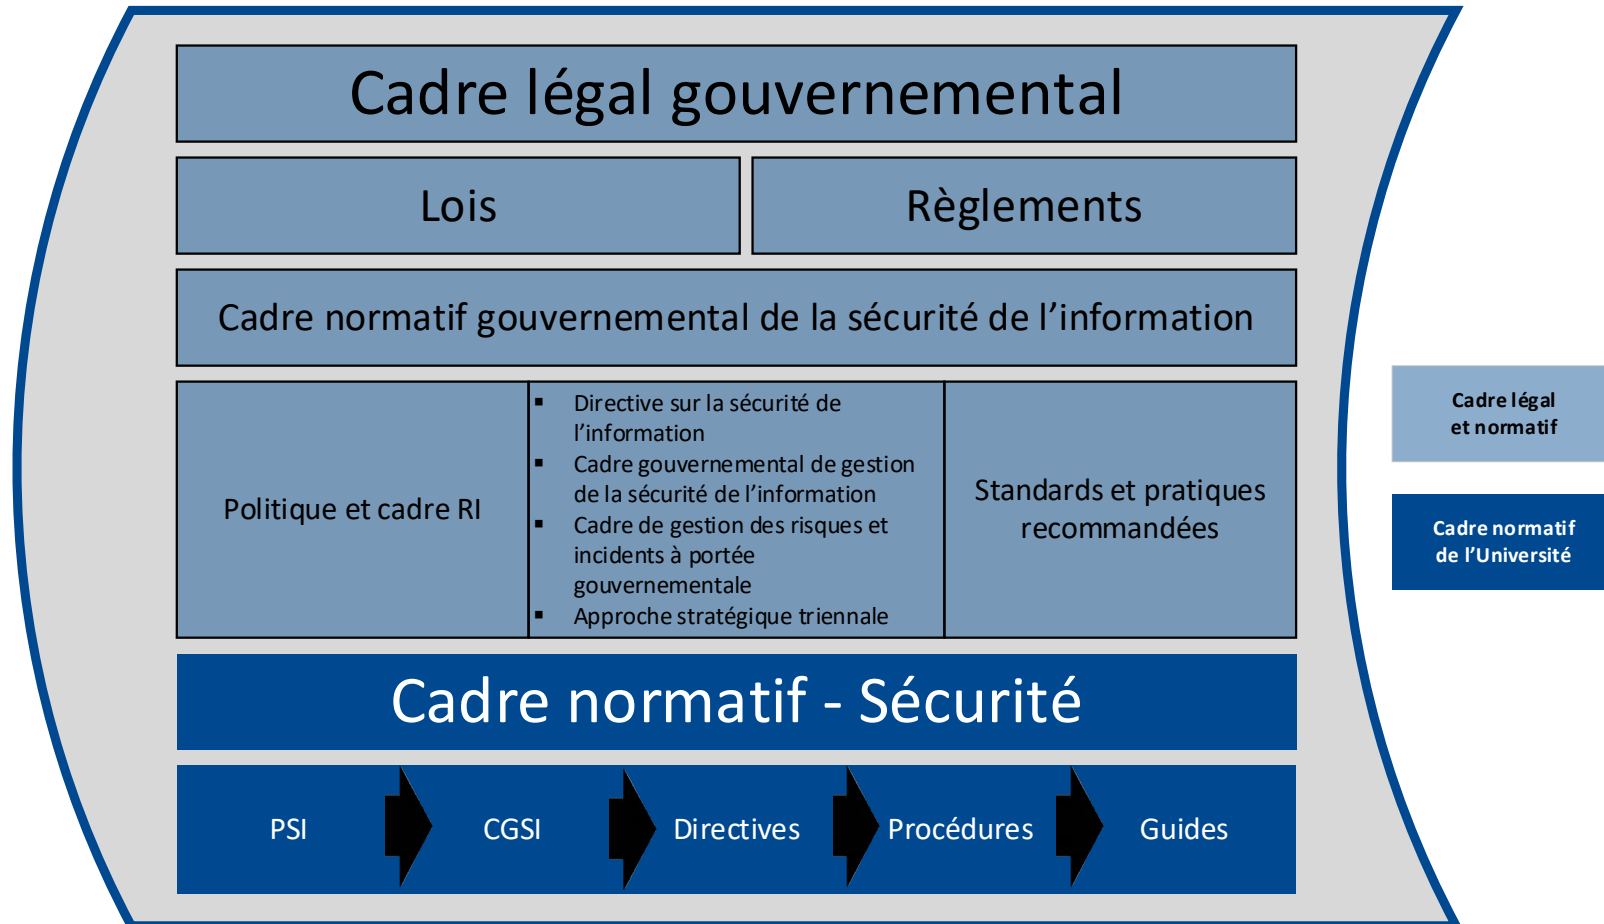 Cadre légal gouvernemental
Lois
Règlements
Cadre normatif gouvernemental de la sécurité de l’information
Politique et cadre RI
▪ Directive sur la sécurité de
l’information
▪ Cadre gouvernemental de gestion
de la sécurité de l’information
▪ Cadre de gestion des risques et
incidents à portée
gouvernementale
▪ Approche stratégique triennale
Standards et pratiques
recommandées
Cadre normatif - Sécurité
PSI
CGSI
Directives
Procédures
Guides
Cadre légal
et normatif
Cadre normatif
de l’Université